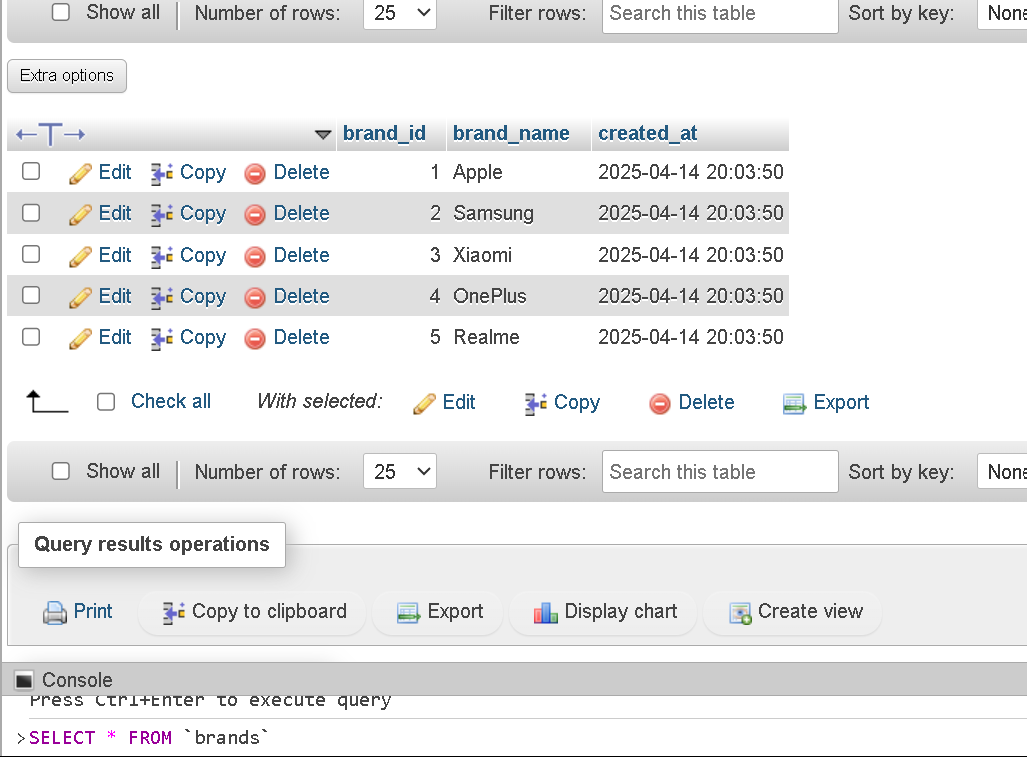 Show all Number of rows: 25 Filter rows: Search this table Sort by key: None
Extra options
brand_id brand_name created_at
Edit Copy Delete 1 Apple 2025-04-14 20:03:50
Edit Copy Delete 2 Samsung 2025-04-14 20:03:50
Edit Copy Delete 3 Xiaomi 2025-04-14 20:03:50
Edit Copy Delete 4 OnePlus 2025-04-14 20:03:50
Edit Copy Delete 5 Realme 2025-04-14 20:03:50
Check all With selected: Edit Copy Delete Export
Show all Number of rows: 25 Filter rows: Search this table Sort by key: None
Query results operations
Print Copy to clipboard Export Display chart Create view
Console
Press Ctrl+Enter to execute query
>SELECT * FROM `brands`